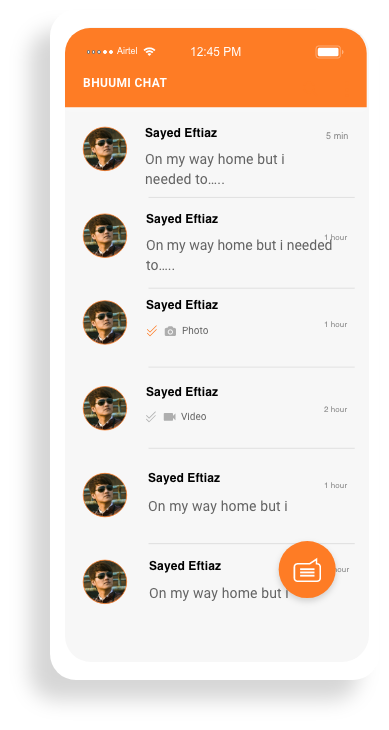 Airtel 12:45 PM
BHUUMI CHAT
Sayed Eftiaz 5 min
On my way home but i
needed to.....
Sayed Eftiaz
1 hour
On my way home but i needed
to.....
Sayed Eftiaz
1 hour
Photo
Sayed Eftiaz
2 hour
Video
Sayed Eftiaz
1 hour
On my way home but i
Sayed Eftiaz
hour
On my way home but i